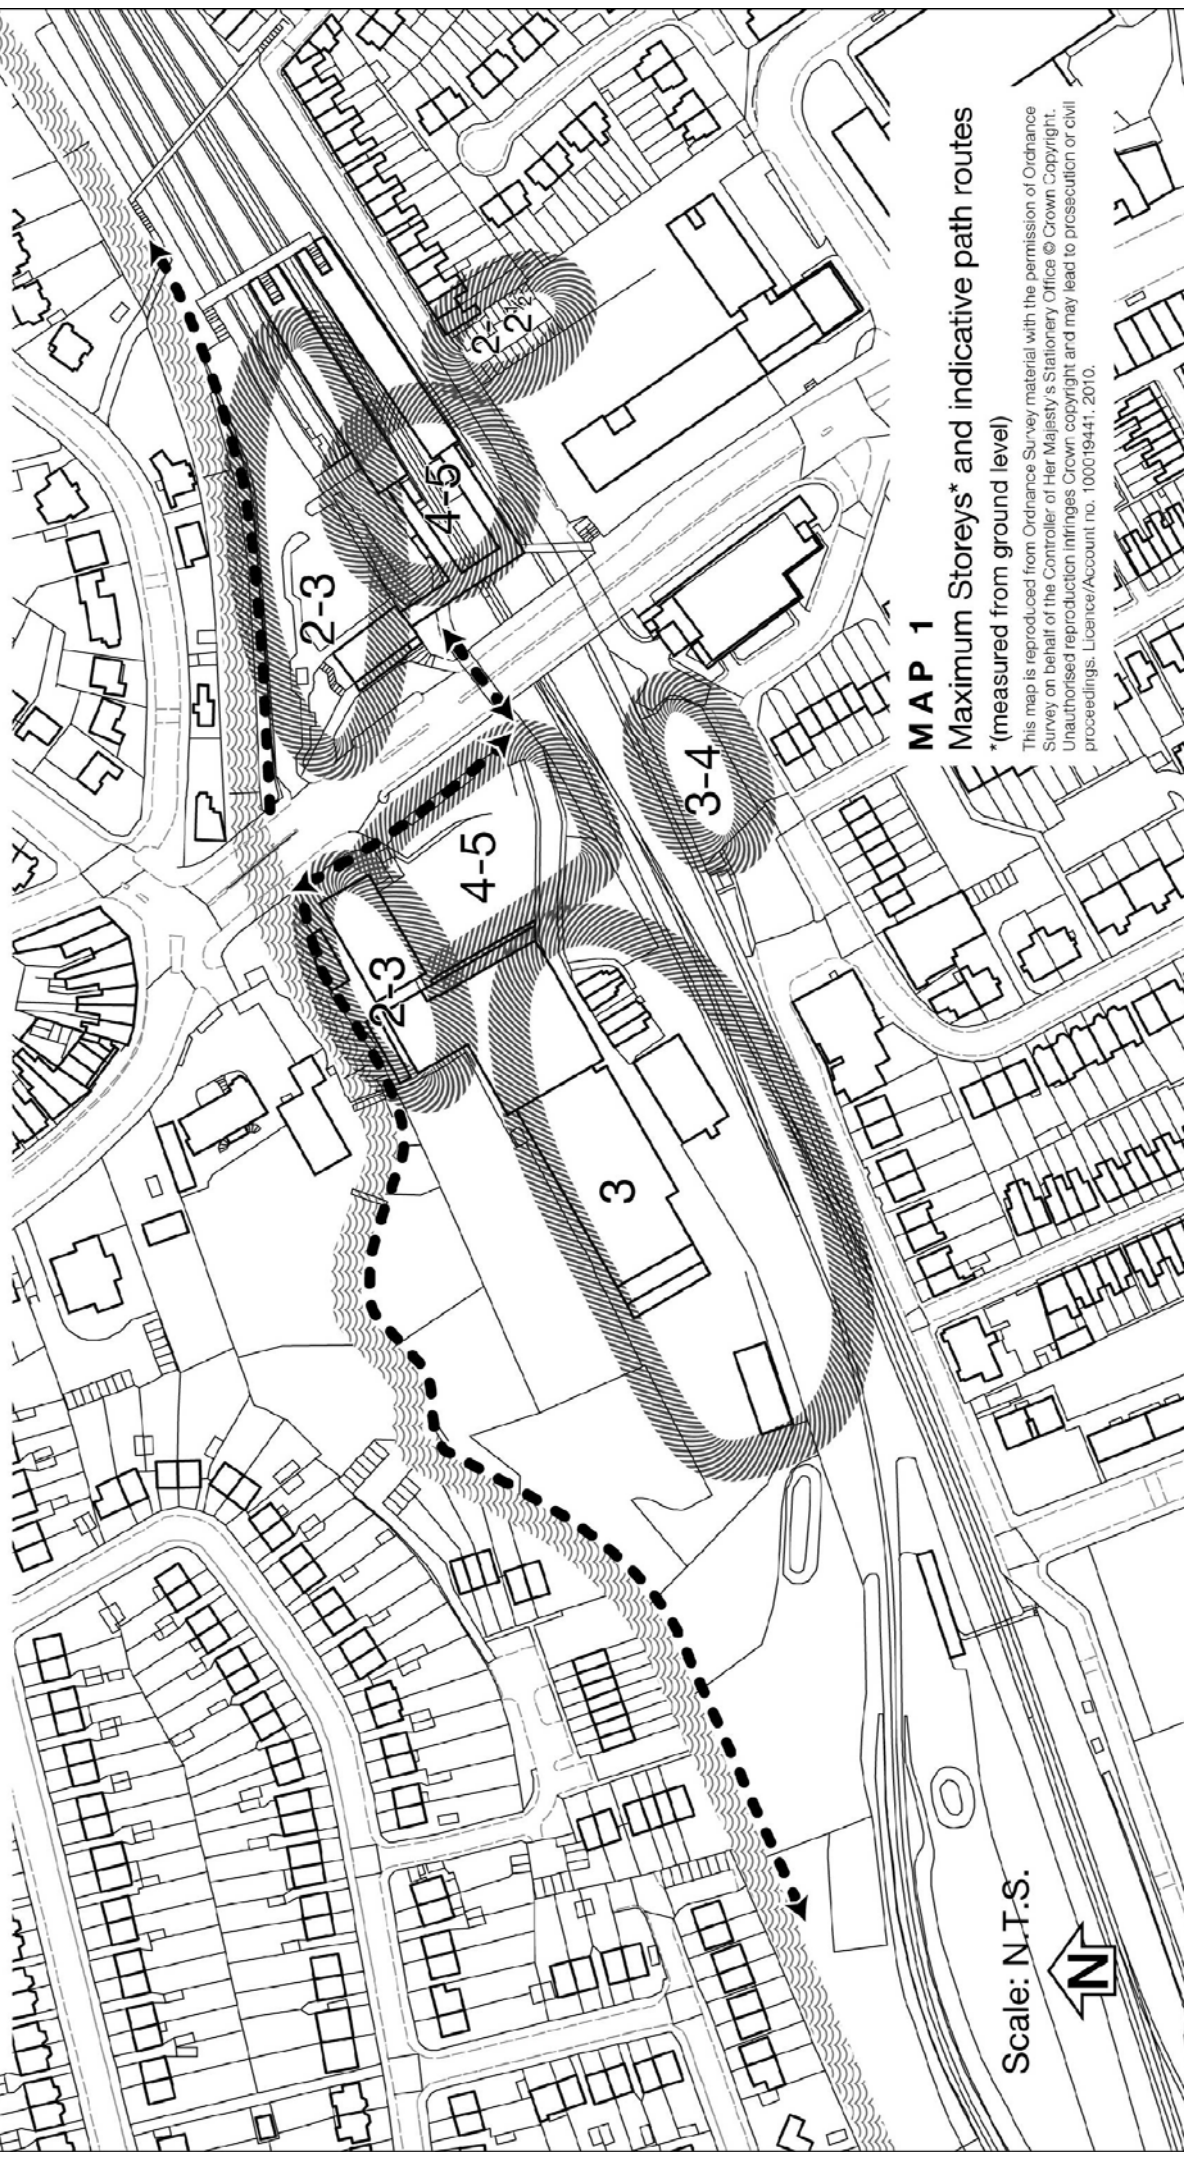 2-
2½
4-5
2-3
3-4
4-5
2-3
3
MAP 1
Maximum Storeys* and indicative path routes
*(measured from ground level)
This map is reproduced from Ordnance Survey material with the permission of Ordnance
Survey on behalf of the Controller of Her Majesty's Stationery Office © Crown Copyright.
Unauthorised reproduction infringes Crown copyright and may lead to prosecution or civil
proceedings. Licence/Account no. 100019441. 2010.
Scale: N.T.S.
N